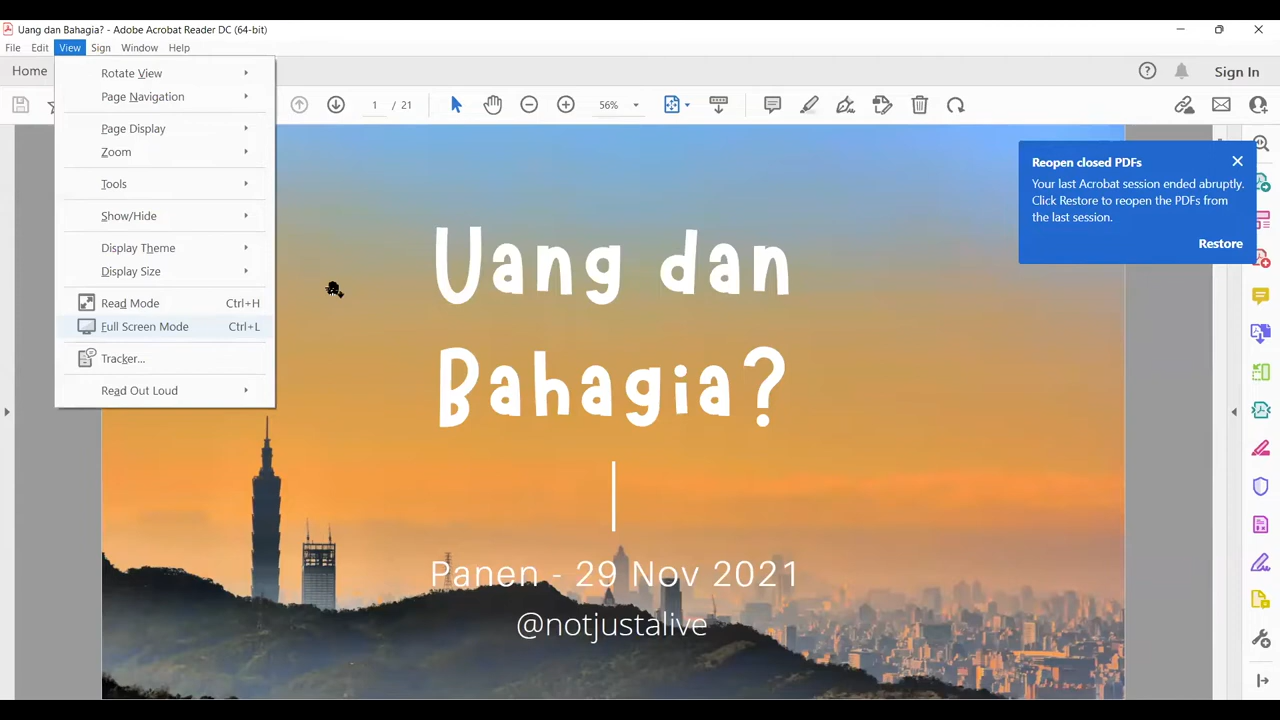 Uang dan Bahagia? - Adobe Acrobat Reader DC (64-bit)
File Edit View Sign Window Help
Home
Sign In
1 / 21
56%
Rotate View
Page Navigation
Page Display
Zoom
Tools
Show/Hide
Display Theme
Display Size
Read Mode Ctrl+H
Full Screen Mode Ctrl+L
Tracker...
Read Out Loud
Reopen closed PDFs
Your last Acrobat session ended abruptly.
Click Restore to reopen the PDFs from
the last session.
Restore
Uang dan
Bahagia?
Panen - 29 Nov 2021
@notjustalive